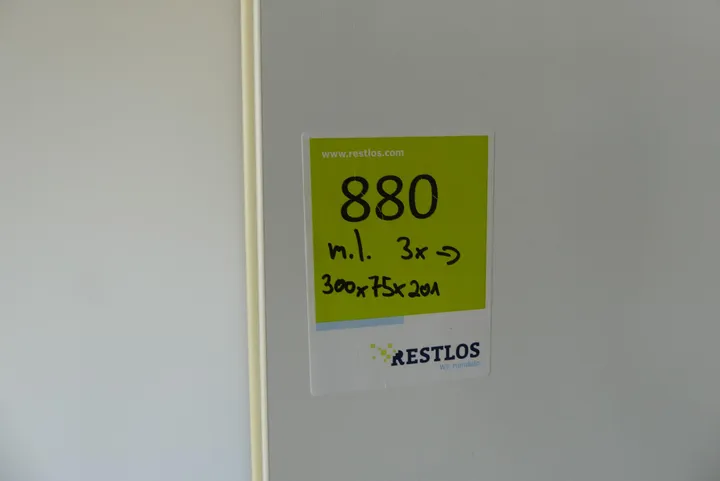 www.restlos.com
880
m.l. 3x →
300x75x201
RESTLOS